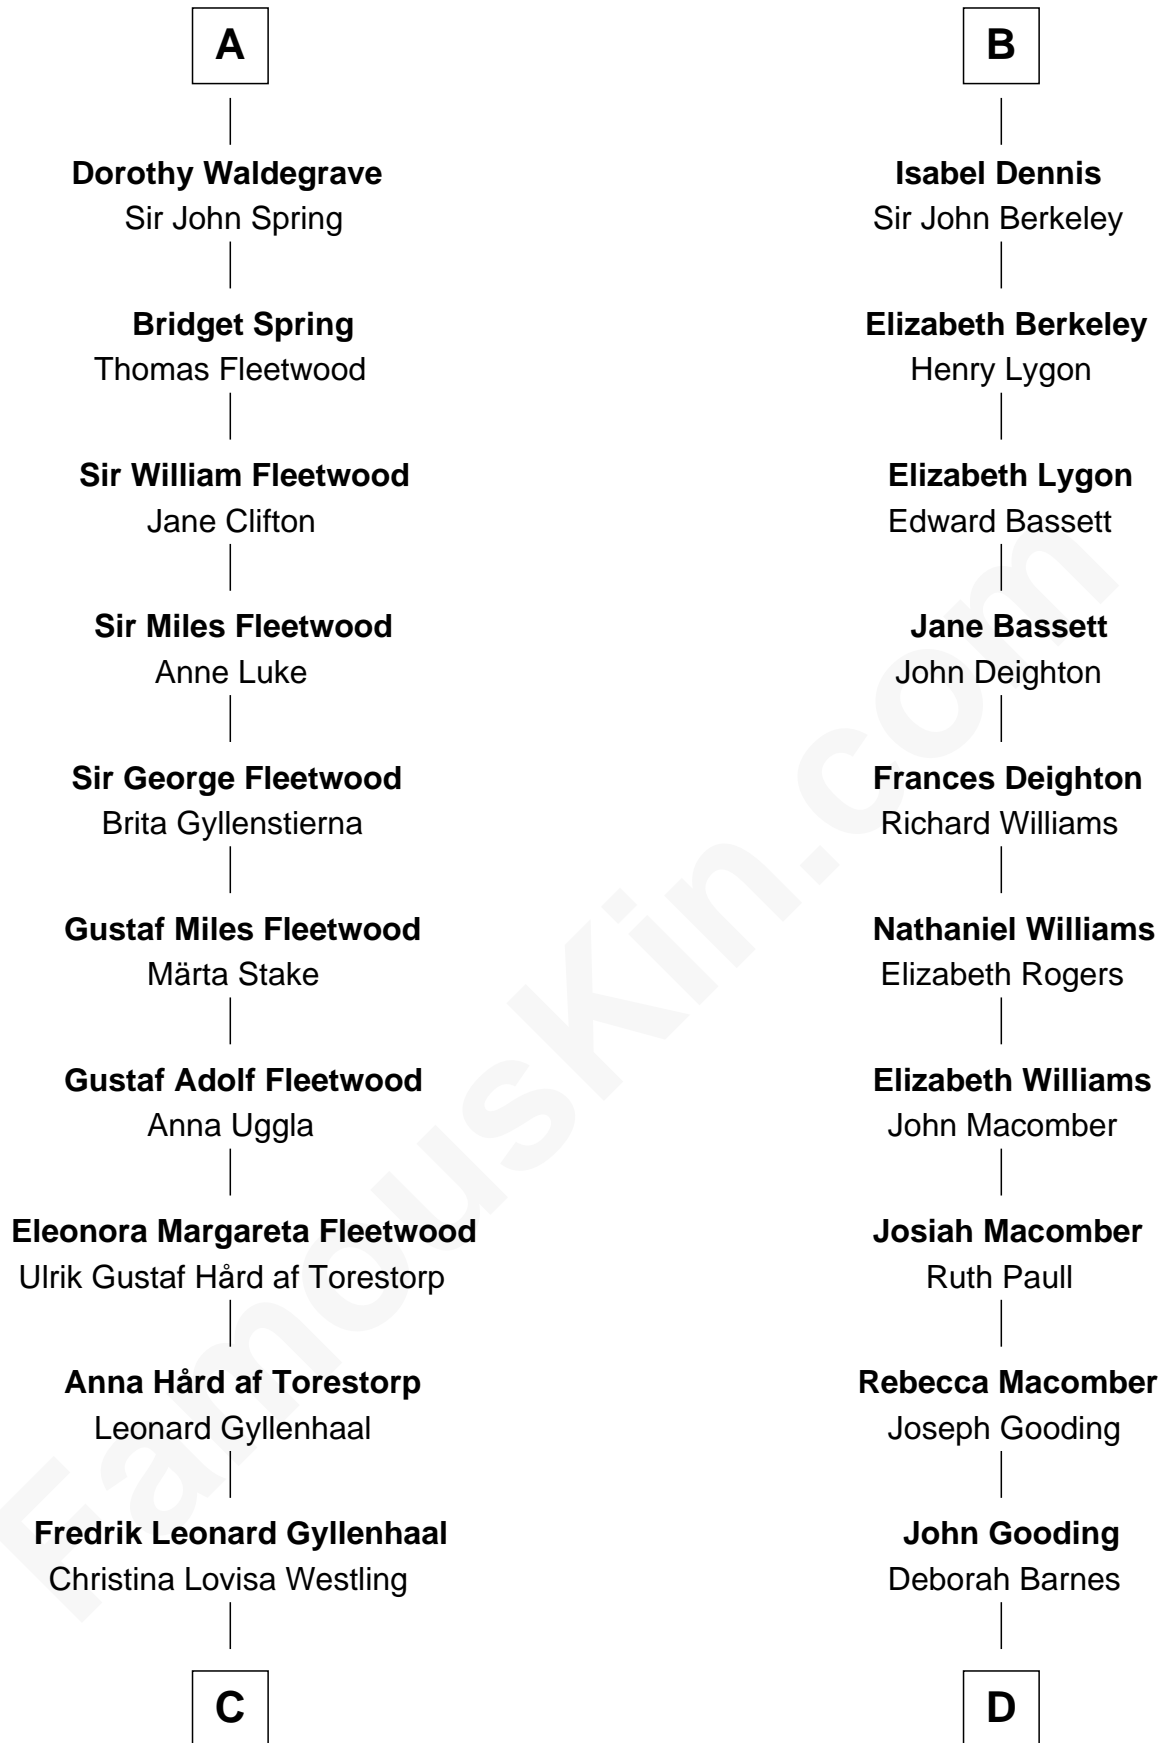 A
Dorothy Waldegrave
Sir John Spring
Bridget Spring
Thomas Fleetwood
Sir William Fleetwood
Jane Clifton
Sir Miles Fleetwood
Anne Luke
Sir George Fleetwood
Brita Gyllenstierna
Gustaf Miles Fleetwood
Märta Stake
Gustaf Adolf Fleetwood
Anna Uggla
Eleonora Margareta Fleetwood
Ulrik Gustaf Hård af Torestorp
Anna Hård af Torestorp
Leonard Gyllenhaal
Fredrik Leonard Gyllenhaal
Christina Lovisa Westling
C
B
Isabel Dennis
Sir John Berkeley
Elizabeth Berkeley
Henry Lygon
Elizabeth Lygon
Edward Bassett
Jane Bassett
John Deighton
Frances Deighton
Richard Williams
Nathaniel Williams
Elizabeth Rogers
Elizabeth Williams
John Macomber
Josiah Macomber
Ruth Paull
Rebecca Macomber
Joseph Gooding
John Gooding
Deborah Barnes
D
FamousKin.com